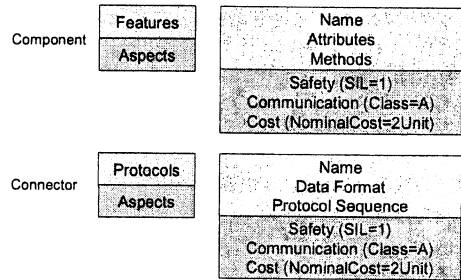 Component
Features
Aspects
Name
Attributes
Methods
Safety (SIL=1)
Communication (Class=A)
Cost (NominalCost=2Unit)
Connector
Protocols
Aspects
Name
Data Format
Protocol Sequence
Safety (SIL=1)
Communication (Class=A)
Cost (NominalCost=2Unit)